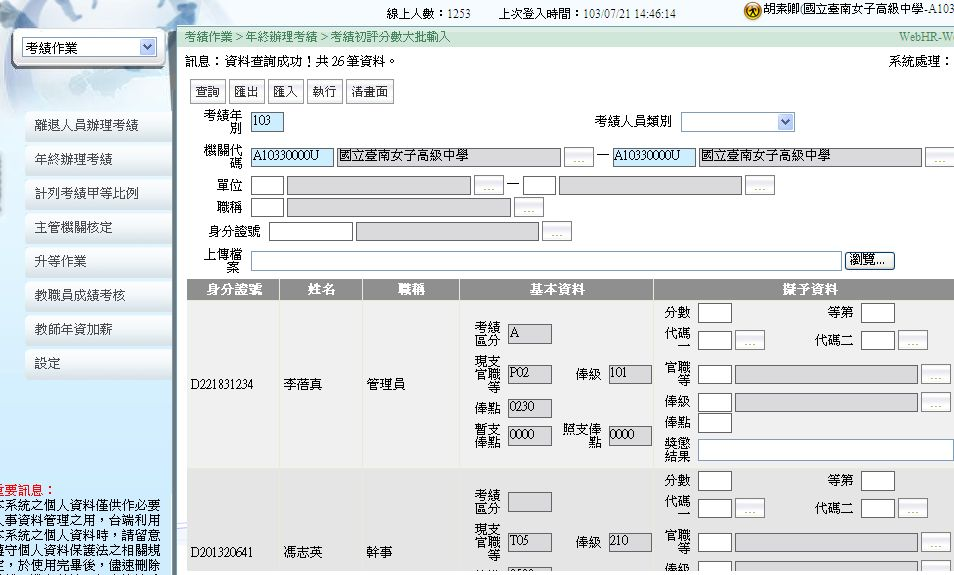 線上人數：1253 上次登入時間：103/07/21 14:46:14 胡素卿(國立臺南女子高級中學-A103
考績作業
考績作業 > 年終辦理考績 > 考績初評分數大批輸入 WebHR-W
訊息：資料查詢成功！共 26 筆資料。 系統處理：
查詢 匯出 匯入 執行 清畫面
考績年別 103 考績人員類別
機關代碼 A10330000U 國立臺南女子高級中學 ... — A10330000U 國立臺南女子高級中學 ...
單位 ... — ...
職稱 ...
身分證號 ...
上傳檔案 瀏覽...
離退人員辦理考績
年終辦理考績
計列考績甲等比例
主管機關核定
升等作業
教職員成績考核
教師年資加薪
設定
身分證號 姓名 職稱 基本資料 擬予資料
D221831234 李蓓真 管理員
考績區分 A
現支官職等 P02 俸級 101
俸點 0230
暫支俸點 0000 照支俸點 0000
分數 等第
代碼一 ... 代碼二 ...
官職等 ...
俸級 ...
俸點
獎懲結果
D201320641 馮志英 幹事
考績區分
現支官職等 T05 俸級 210
分數 等第
代碼一 ... 代碼二 ...
官職等 ...
俸級
重要訊息：
本系統之個人資料僅供作必要
人事資料管理之用，台端利用
本系統之個人資料時，請留意
遵守個人資料保護法之相關規
定，於使用完畢後，儘速刪除